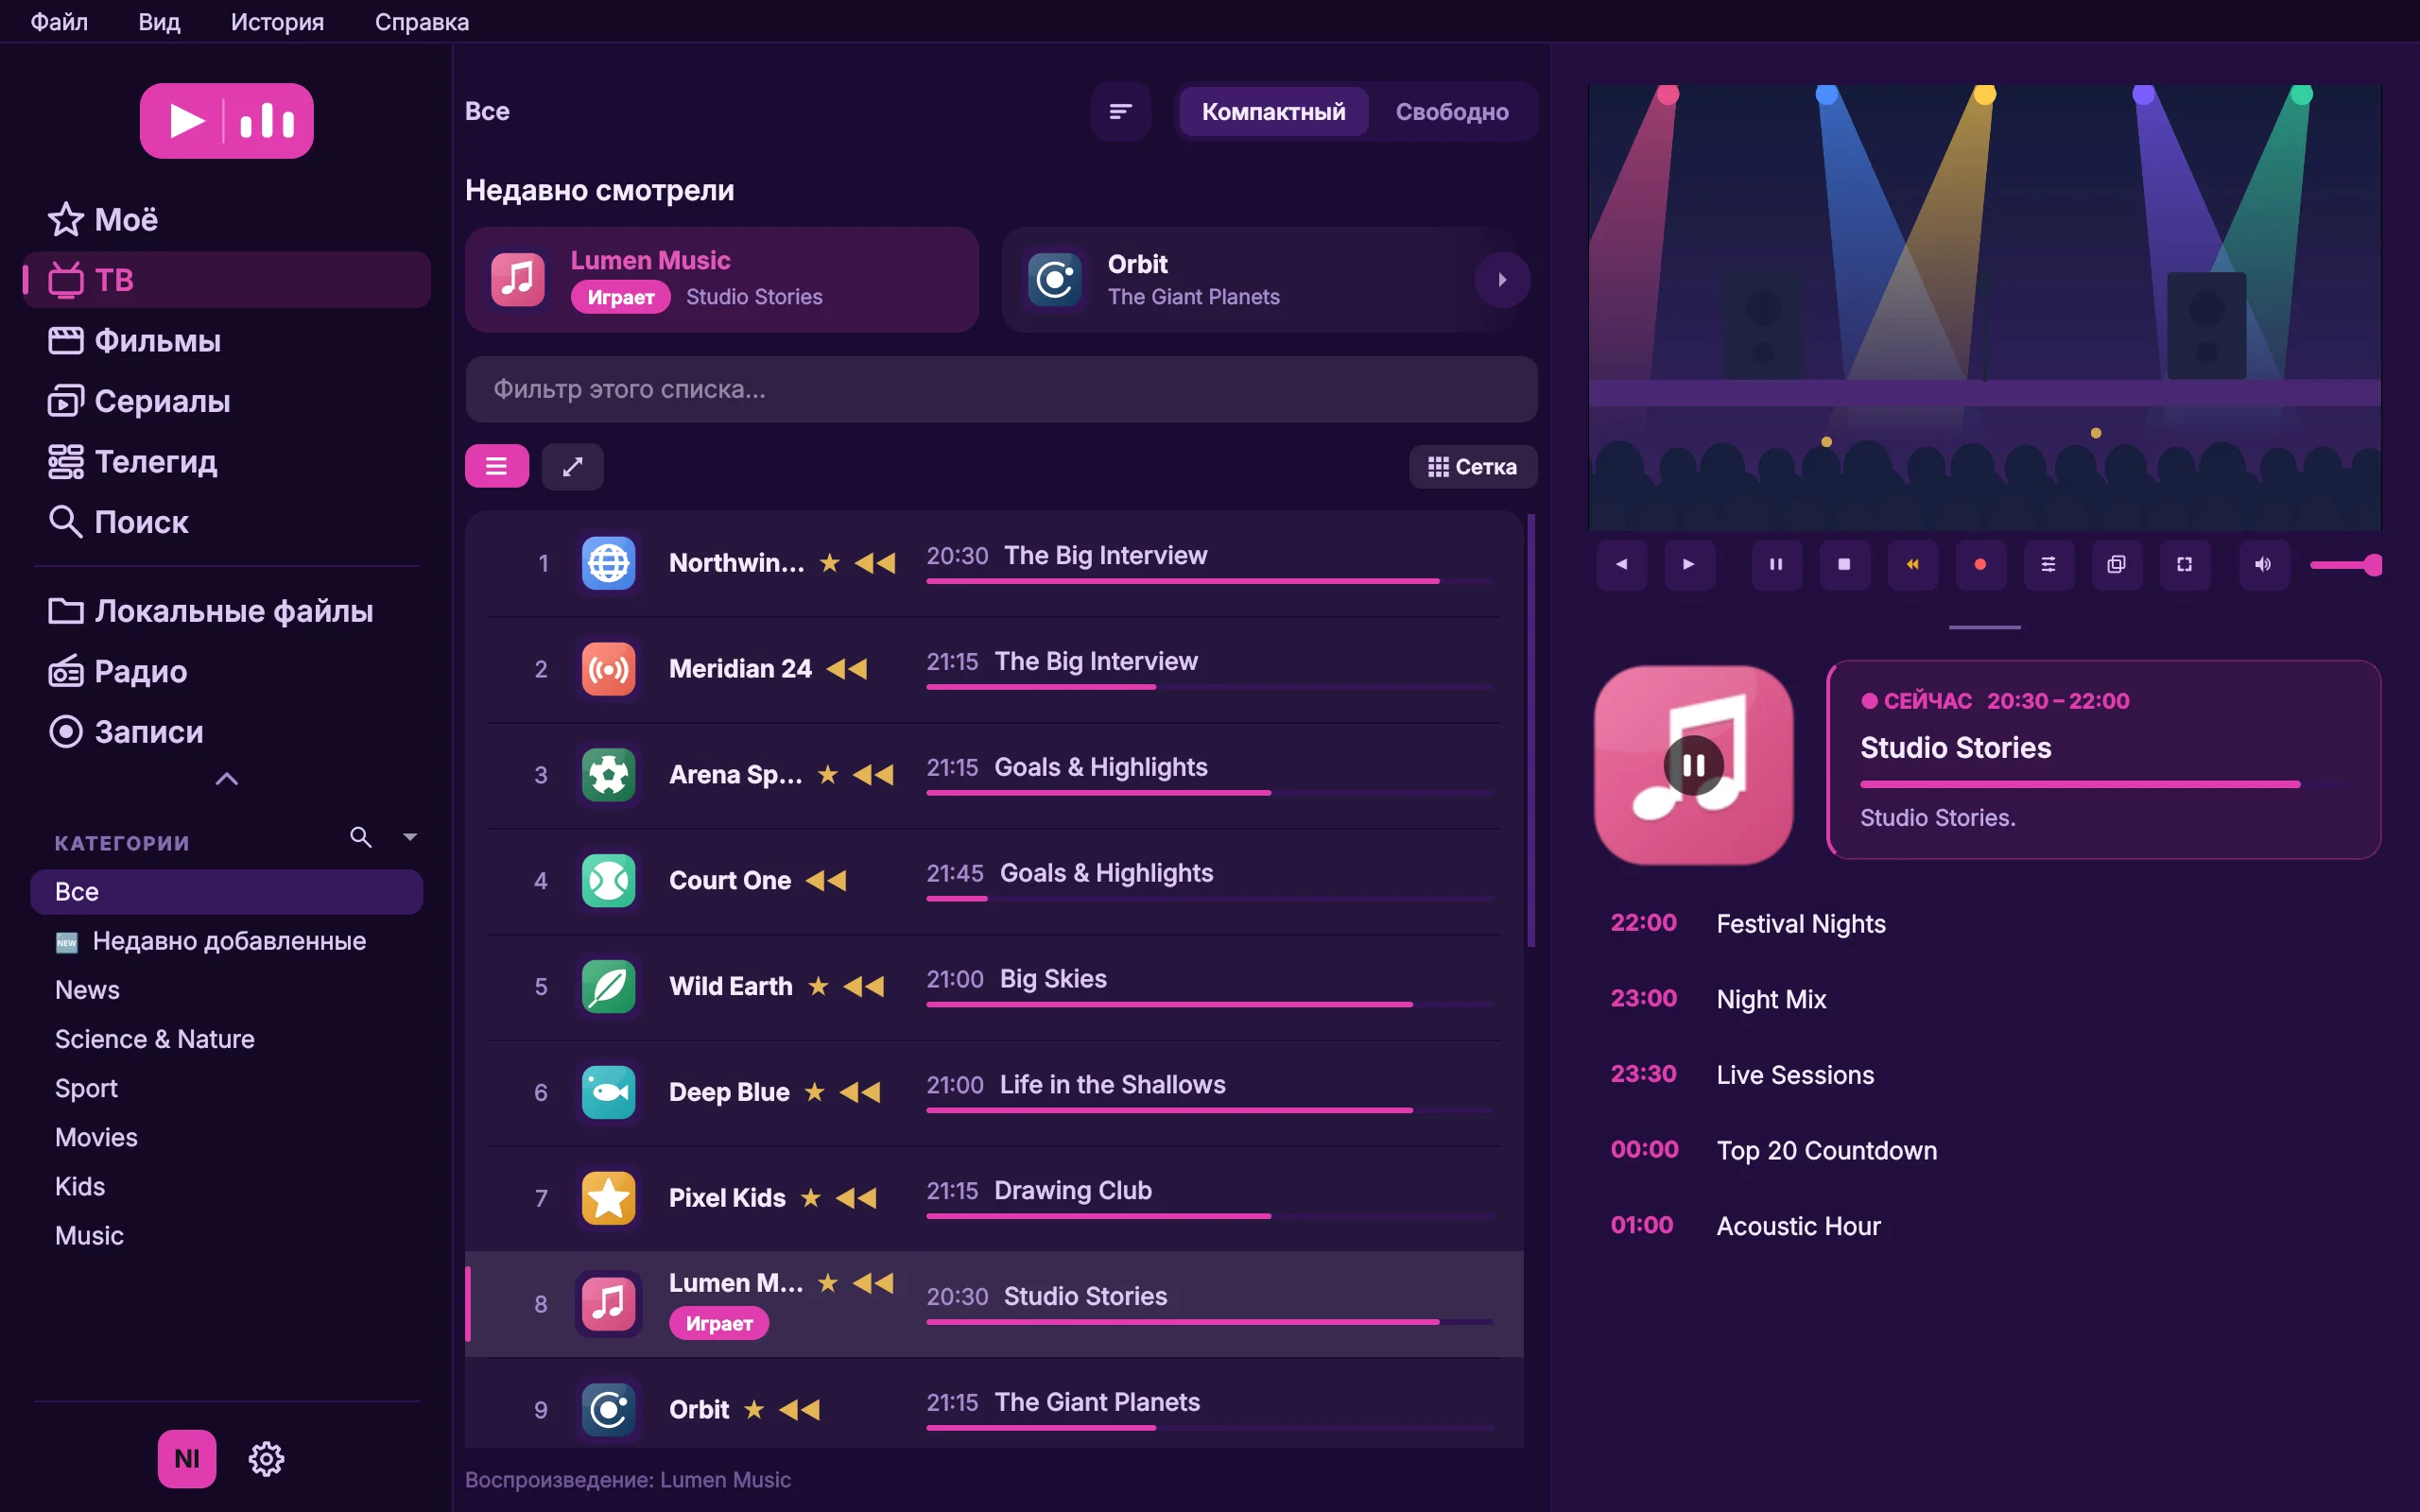 Файл Вид История Справка
Моё
ТВ
Фильмы
Сериалы
Телегид
Поиск
Локальные файлы
Радио
Записи
КАТЕГОРИИ
Все
NEW Недавно добавленные
News
Science & Nature
Sport
Movies
Kids
Music
NI
Все
Компактный Свободно
Недавно смотрели
Lumen Music
Играет Studio Stories
Orbit
The Giant Planets
Фильтр этого списка...
Сетка
1 Northwin... 20:30 The Big Interview
2 Meridian 24 21:15 The Big Interview
3 Arena Sp... 21:15 Goals & Highlights
4 Court One 21:45 Goals & Highlights
5 Wild Earth 21:00 Big Skies
6 Deep Blue 21:00 Life in the Shallows
7 Pixel Kids 21:15 Drawing Club
8 Lumen M... 20:30 Studio Stories
Играет
9 Orbit 21:15 The Giant Planets
Воспроизведение: Lumen Music
СЕЙЧАС 20:30 – 22:00
Studio Stories
Studio Stories.
22:00 Festival Nights
23:00 Night Mix
23:30 Live Sessions
00:00 Top 20 Countdown
01:00 Acoustic Hour